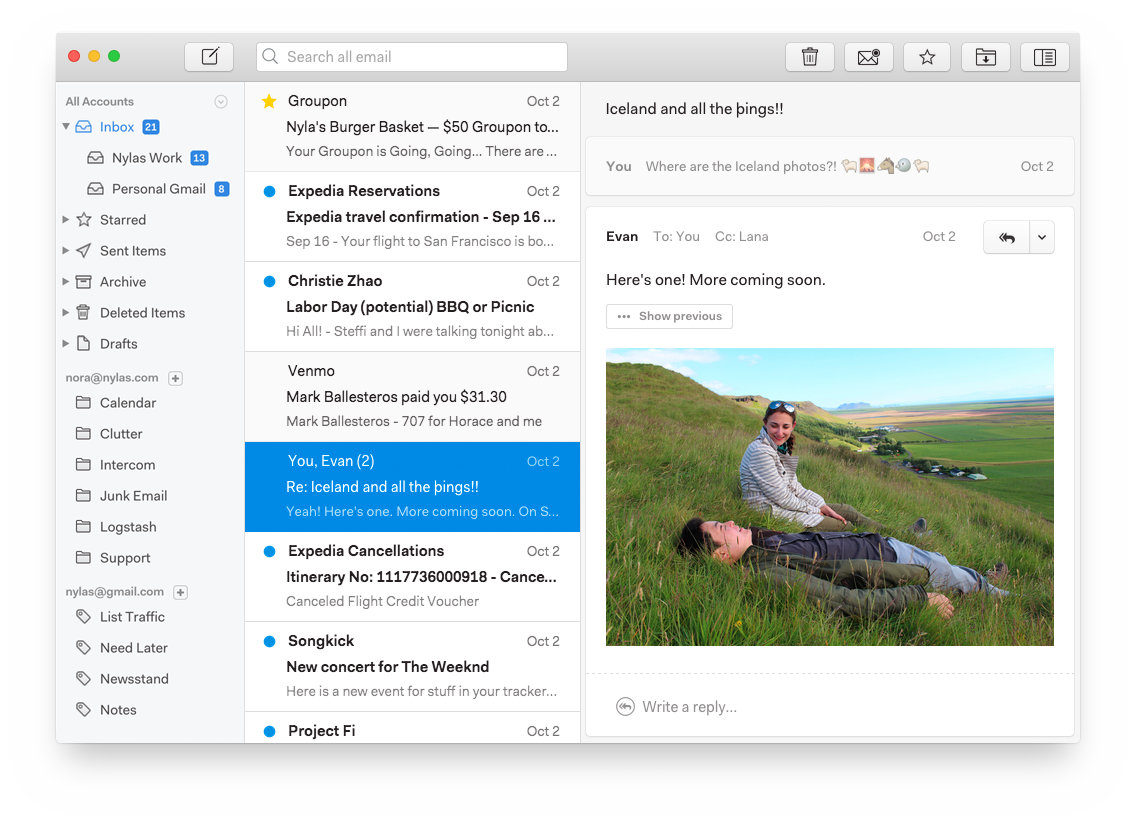 Search all email
All Accounts
Inbox 21
Nylas Work 13
Personal Gmail 8
Starred
Sent Items
Archive
Deleted Items
Drafts
nora@nylas.com
Calendar
Clutter
Intercom
Junk Email
Logstash
Support
nylas@gmail.com
List Traffic
Need Later
Newsstand
Notes
Groupon Oct 2
Nyla's Burger Basket — $50 Groupon to...
Your Groupon is Going, Going... There are ...
Expedia Reservations Oct 2
Expedia travel confirmation - Sep 16 ...
Sep 16 - Your flight to San Francisco is bo...
Christie Zhao Oct 2
Labor Day (potential) BBQ or Picnic
Hi All! - Steffi and I were talking tonight ab...
Venmo Oct 2
Mark Ballesteros paid you $31.30
Mark Ballesteros - 707 for Horace and me
You, Evan (2) Oct 2
Re: Iceland and all the þings!!
Yeah! Here's one. More coming soon. On S...
Expedia Cancellations Oct 2
Itinerary No: 1117736000918 - Cance...
Canceled Flight Credit Voucher
Songkick Oct 2
New concert for The Weeknd
Here is a new event for stuff in your tracker...
Project Fi Oct 2
Iceland and all the þings!!
You Where are the Iceland photos?! 🐑🌋🐴🐟🐑 Oct 2
Evan To: You Cc: Lana Oct 2
Here's one! More coming soon.
••• Show previous
Write a reply...